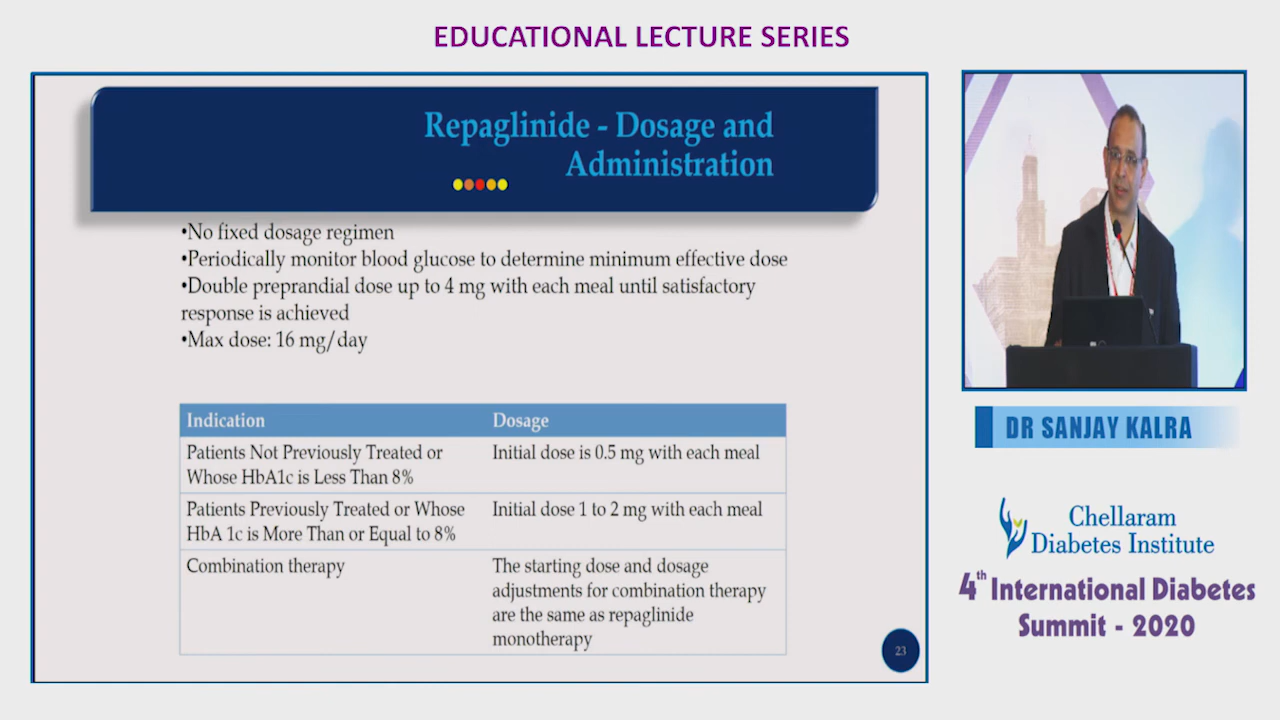 EDUCATIONAL LECTURE SERIES
Repaglinide - Dosage and
Administration
•No fixed dosage regimen
•Periodically monitor blood glucose to determine minimum effective dose
•Double preprandial dose up to 4 mg with each meal until satisfactory
response is achieved
•Max dose: 16 mg/day
Indication Dosage
Patients Not Previously Treated or Initial dose is 0.5 mg with each meal
Whose HbA1c is Less Than 8%
Patients Previously Treated or Whose Initial dose 1 to 2 mg with each meal
HbA 1c is More Than or Equal to 8%
Combination therapy The starting dose and dosage
adjustments for combination therapy
are the same as repaglinide
monotherapy
23
DR SANJAY KALRA
Chellaram
Diabetes Institute
4th International Diabetes
Summit - 2020